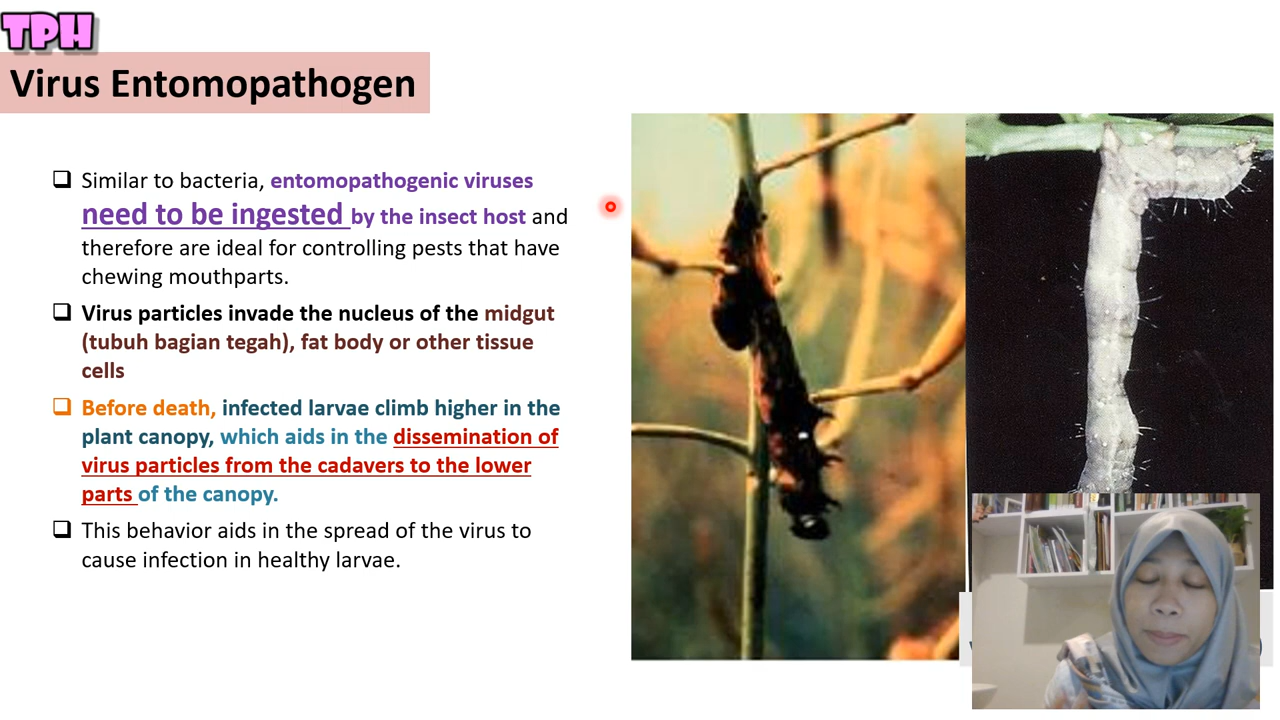 TPH
Virus Entomopathogen
Similar to bacteria, entomopathogenic viruses
need to be ingested by the insect host and
therefore are ideal for controlling pests that have
chewing mouthparts.
Virus particles invade the nucleus of the midgut
(tubuh bagian tegah), fat body or other tissue
cells
Before death, infected larvae climb higher in the
plant canopy, which aids in the dissemination of
virus particles from the cadavers to the lower
parts of the canopy.
This behavior aids in the spread of the virus to
cause infection in healthy larvae.